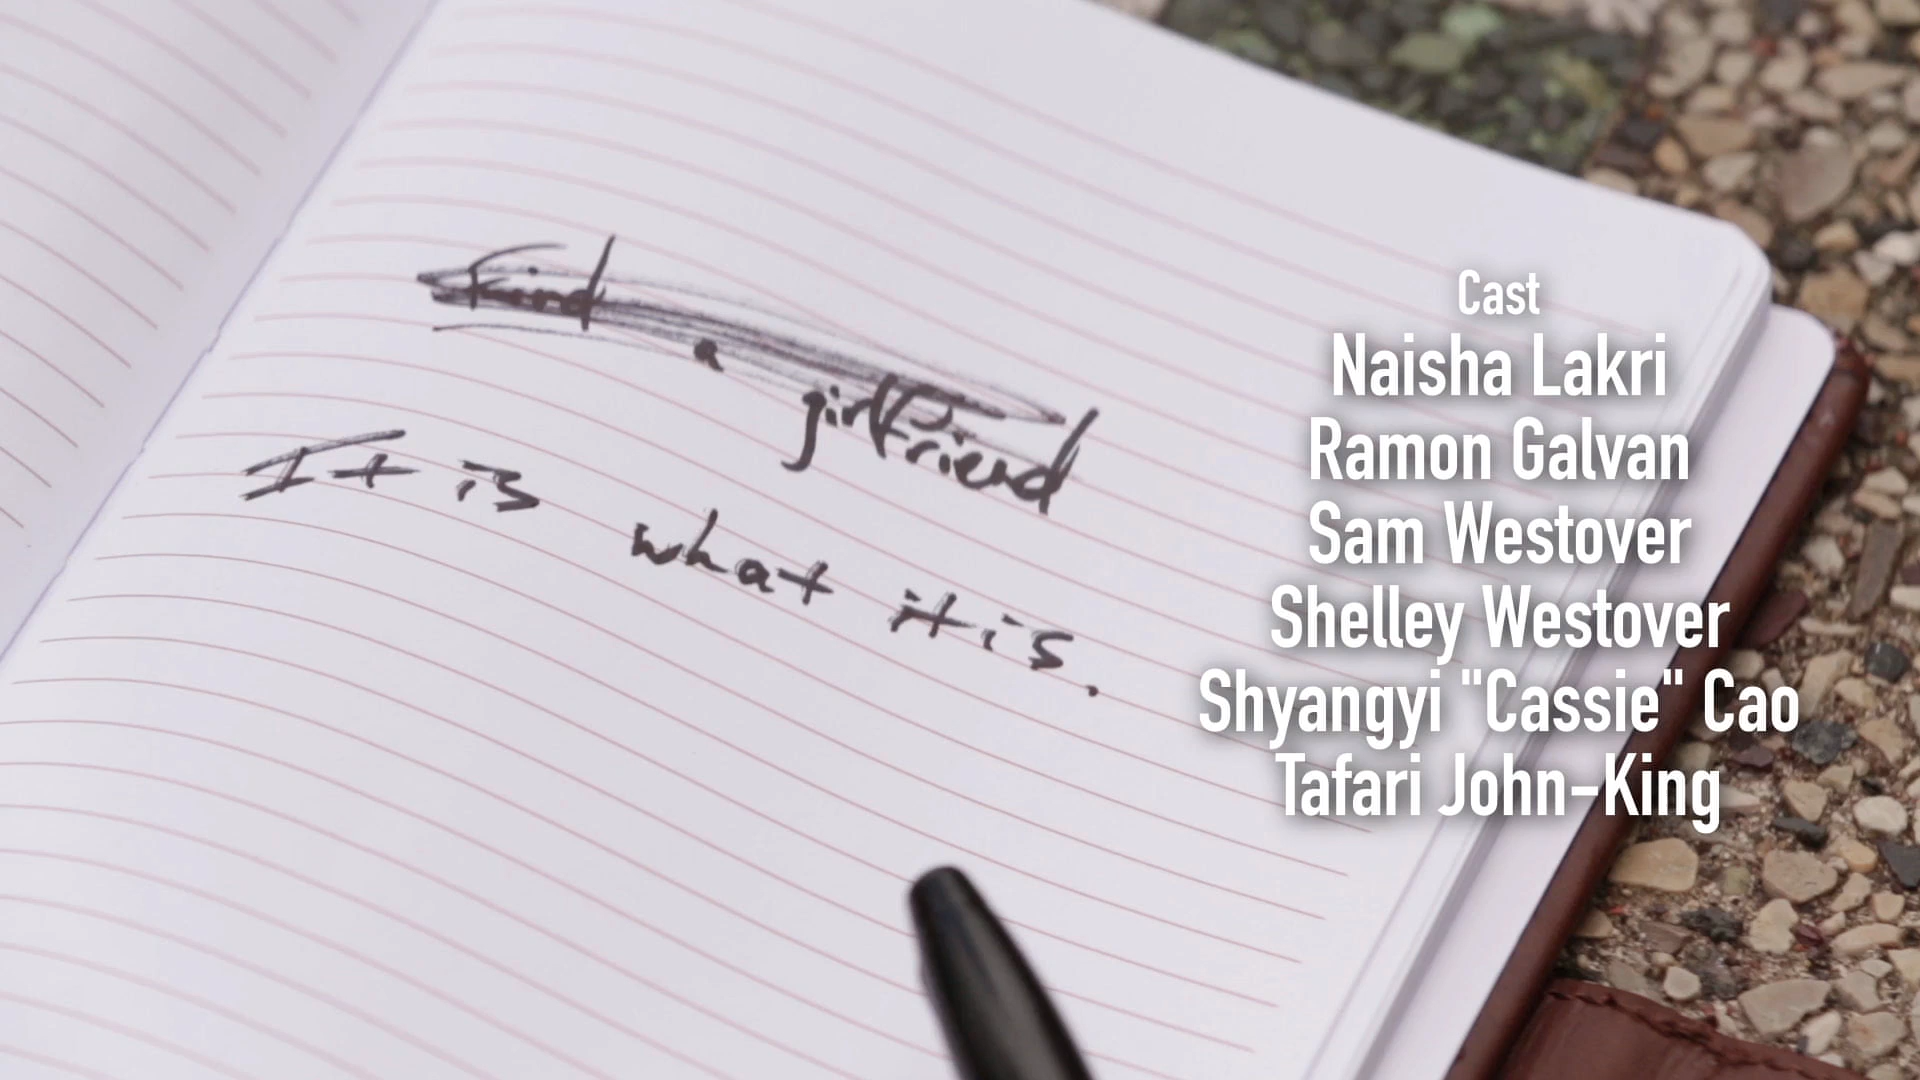 Find a girlfriend
It is what it is.
Cast
Naisha Lakri
Ramon Galvan
Sam Westover
Shelley Westover
Shyangyi "Cassie" Cao
Tafari John-King